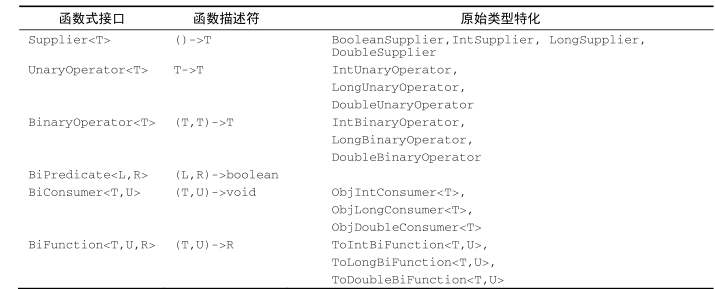 函数式接口 函数描述符 原始类型特化
Supplier<T> ()->T BooleanSupplier,IntSupplier, LongSupplier,
DoubleSupplier
UnaryOperator<T> T->T IntUnaryOperator,
LongUnaryOperator,
DoubleUnaryOperator
BinaryOperator<T> (T,T)->T IntBinaryOperator,
LongBinaryOperator,
DoubleBinaryOperator
BiPredicate<L,R> (L,R)->boolean
BiConsumer<T,U> (T,U)->void ObjIntConsumer<T>,
ObjLongConsumer<T>,
ObjDoubleConsumer<T>
BiFunction<T,U,R> (T,U)->R ToIntBiFunction<T,U>,
ToLongBiFunction<T,U>,
ToDoubleBiFunction<T,U>